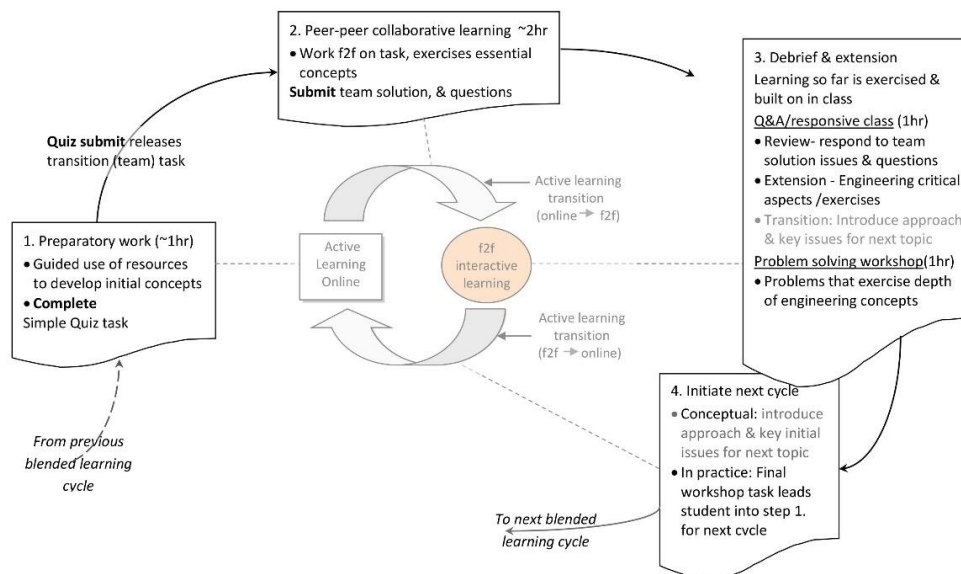 2. Peer-peer collaborative learning ~2hr
• Work f2f on task, exercises essential
concepts
Submit team solution, & questions
3. Debrief & extension
Learning so far is exercised &
built on in class
Q&A/responsive class (1hr)
• Review- respond to team
solution issues & questions
• Extension - Engineering critical
aspects /exercises
• Transition: Introduce approach
& key issues for next topic
Problem solving workshop(1hr)
• Problems that exercise depth
of engineering concepts
Quiz submit releases
transition (team) task
1. Preparatory work (~1hr)
• Guided use of resources
to develop initial concepts
• Complete
Simple Quiz task
Active
Learning
Online
f2f
interactive
learning
Active learning
transition
(online → f2f)
Active learning
transition
(f2f → online)
4. Initiate next cycle
• Conceptual: introduce
approach & key initial
issues for next topic
• In practice: Final
workshop task leads
student into step 1.
for next cycle
From previous
blended learning
cycle
To next blended
learning cycle